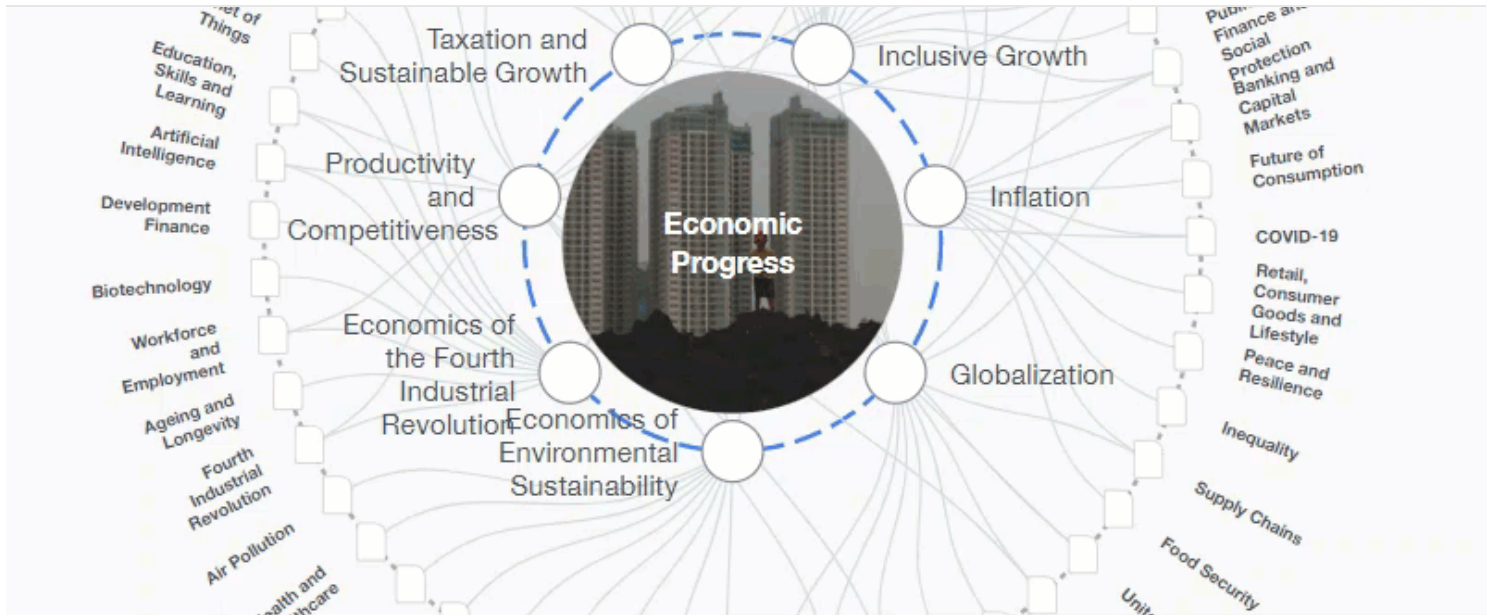 Things
Education,
Skills and
Learning
Artificial
Intelligence
Development
Finance
Biotechnology
Workforce
and
Employment
Ageing and
Longevity
Fourth
Industrial
Revolution
Air Pollution
Taxation and
Sustainable Growth
Productivity
and
Competitiveness
Economics of
the Fourth
Industrial
Revolution
Economics of
Environmental
Sustainability
Economic
Progress
Inclusive Growth
Inflation
Globalization
Finance and
Social
Protection
Banking and
Capital
Markets
Future of
Consumption
COVID-19
Retail,
Consumer
Goods and
Lifestyle
Peace and
Resilience
Inequality
Supply Chains
Food Security